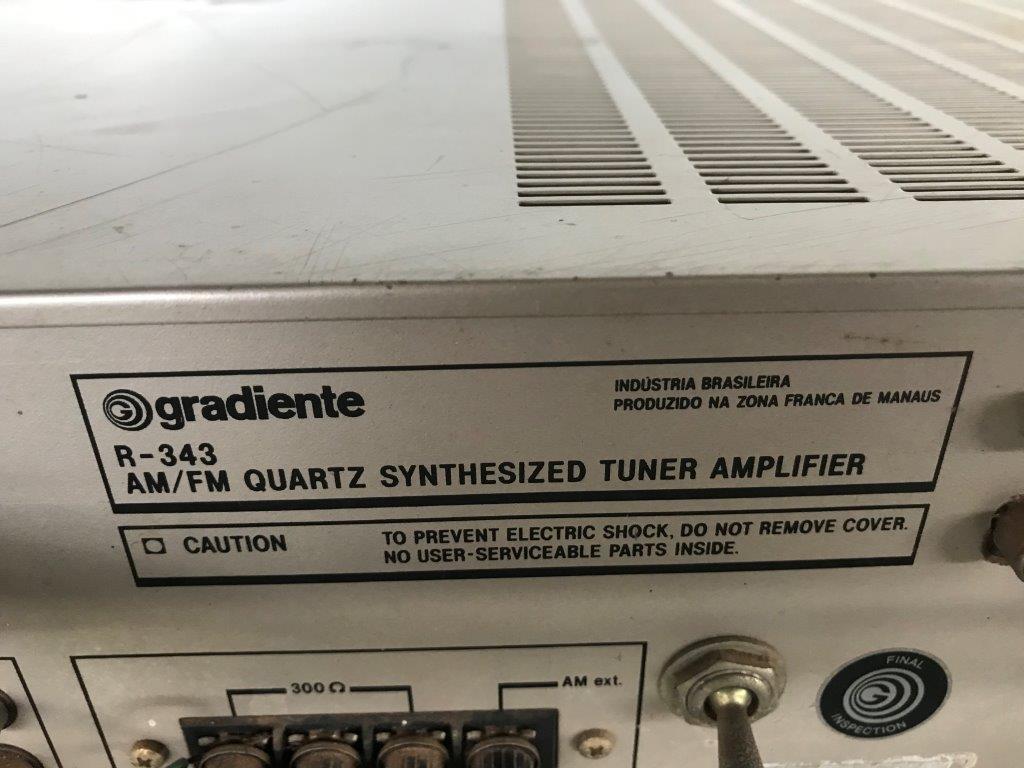 gradiente
INDÚSTRIA BRASILEIRA
PRODUZIDO NA ZONA FRANCA DE MANAUS
R-343
AM/FM QUARTZ SYNTHESIZED TUNER AMPLIFIER
CAUTION
TO PREVENT ELECTRIC SHOCK, DO NOT REMOVE COVER.
NO USER-SERVICEABLE PARTS INSIDE.
300Ω
AM ext.
FINAL
G
INSPECTION